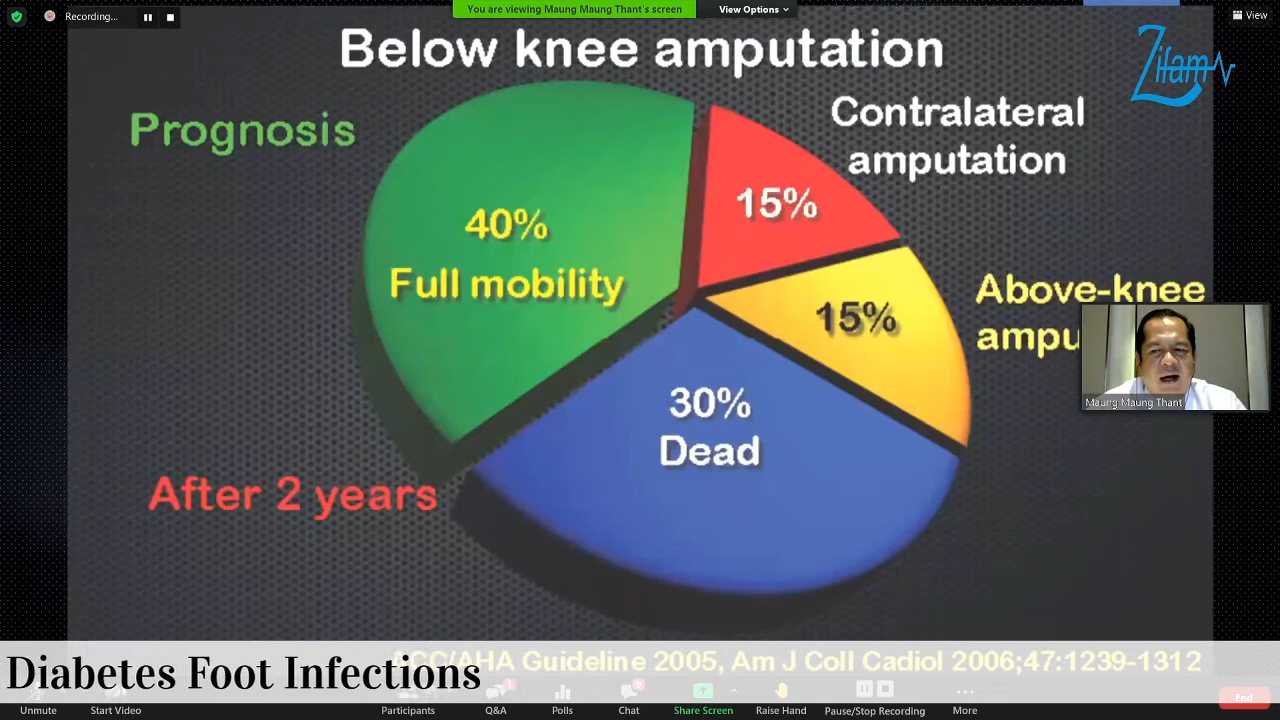 Recording...
You are viewing Maung Maung Thant's screen
View Options
View
Below knee amputation
Zifam
Prognosis
Contralateral
amputation
15%
40%
Full mobility
Above-knee
15%
Maung Maung Thant
30%
Dead
After 2 years
ACC/AHA Guideline 2005, Am J Coll Cadiol 2006;47:1239-1312
Diabetes Foot Infections
Unmute
Start Video
Participants
Q&A
Polls
Chat
Share Screen
Raise Hand
Pause/Stop Recording
More
End